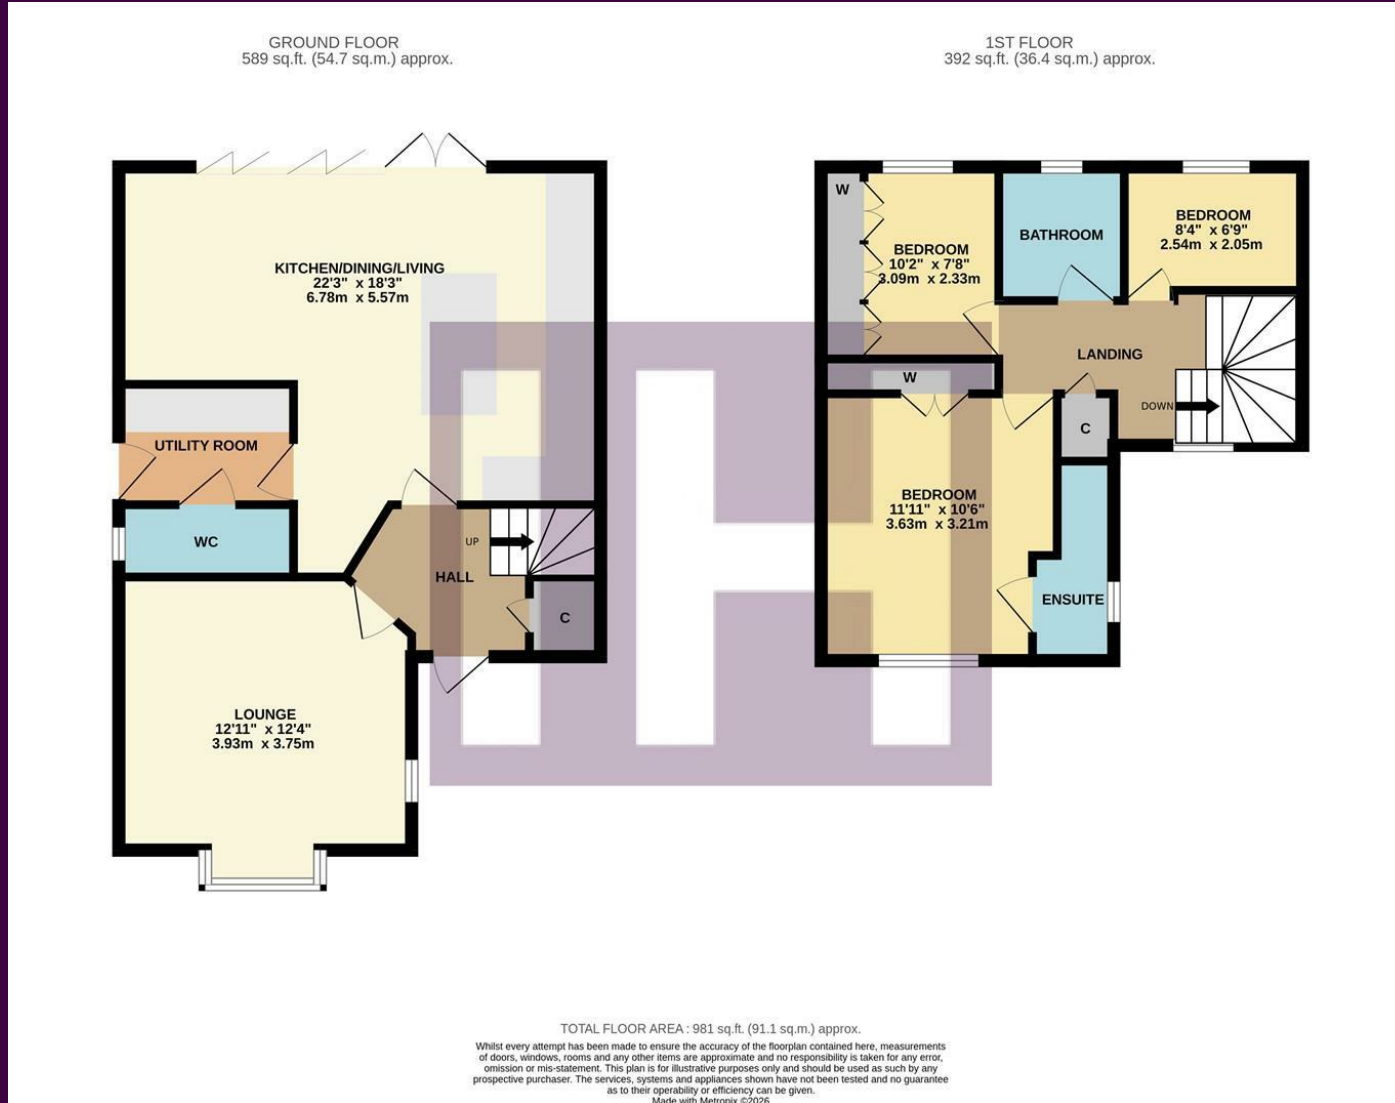 GROUND FLOOR
589 sq.ft. (54.7 sq.m.) approx.
KITCHEN/DINING/LIVING
22'3" x 18'3"
6.78m x 5.57m
UTILITY ROOM
WC
UP
HALL
C
LOUNGE
12'11" x 12'4"
3.93m x 3.75m
1ST FLOOR
392 sq.ft. (36.4 sq.m.) approx.
W
BEDROOM
10'2" x 7'8"
3.09m x 2.33m
BATHROOM
BEDROOM
8'4" x 6'9"
2.54m x 2.05m
LANDING
W
DOWN
C
BEDROOM
11'11" x 10'6"
3.63m x 3.21m
ENSUITE
TOTAL FLOOR AREA : 981 sq.ft. (91.1 sq.m.) approx.
Whilst every attempt has been made to ensure the accuracy of the floorplan contained here, measurements
of doors, windows, rooms and any other items are approximate and no responsibility is taken for any error,
omission or mis-statement. This plan is for illustrative purposes only and should be used as such by any
prospective purchaser. The services, systems and appliances shown have not been tested and no guarantee
as to their operability or efficiency can be given.
Made with Metropix ©2026